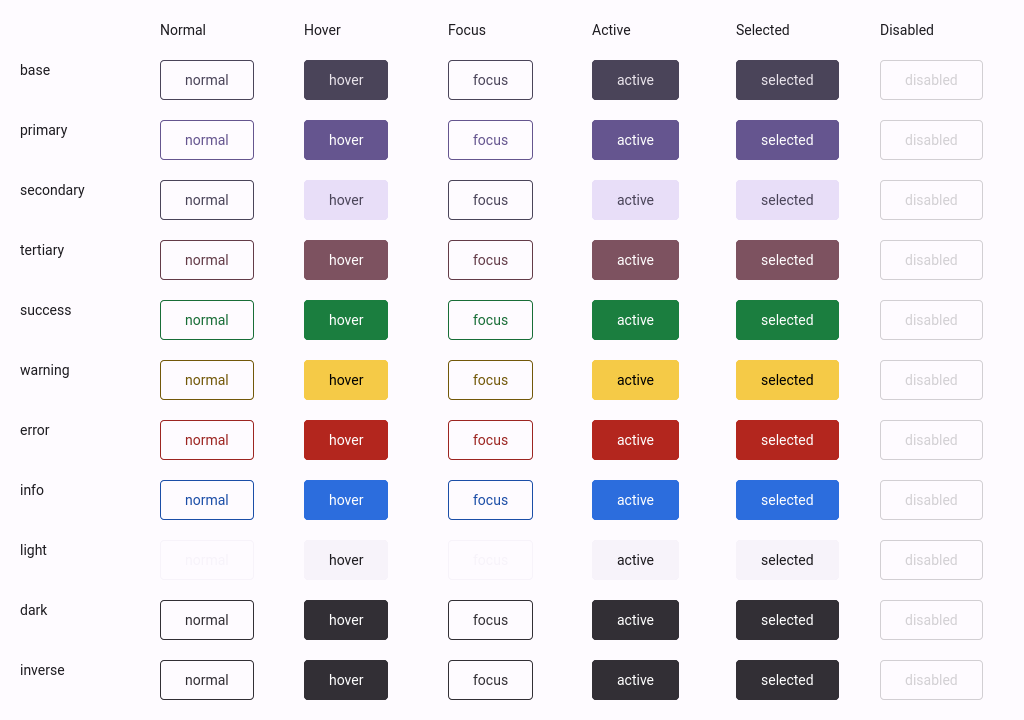 Normal Hover Focus Active Selected Disabled
base normal hover focus active selected disabled
primary normal hover focus active selected disabled
secondary normal hover focus active selected disabled
tertiary normal hover focus active selected disabled
success normal hover focus active selected disabled
warning normal hover focus active selected disabled
error normal hover focus active selected disabled
info normal hover focus active selected disabled
light normal hover focus active selected disabled
dark normal hover focus active selected disabled
inverse normal hover focus active selected disabled